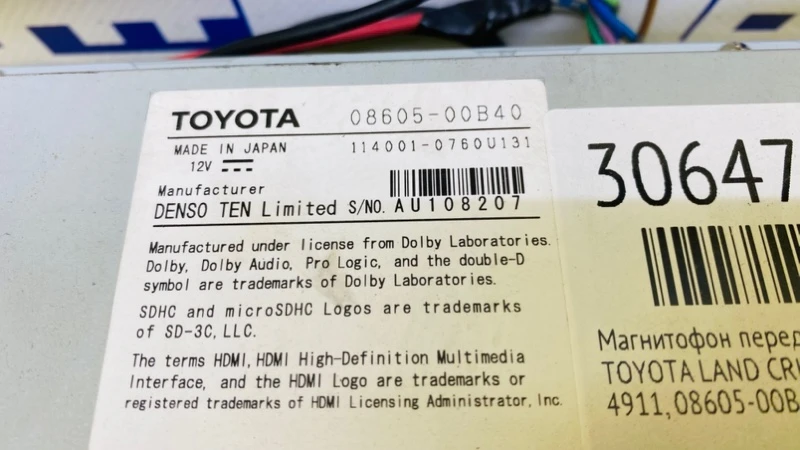 TOYOTA 08605-00B40
MADE IN JAPAN 114001-0760U131
12V
Manufacturer
DENSO TEN Limited S/NO. AU108207
Manufactured under license from Dolby Laboratories.
Dolby, Dolby Audio, Pro Logic, and the double-D
symbol are trademarks of Dolby Laboratories.
SDHC and microSDHC Logos are trademarks
of SD-3C, LLC.
The terms HDMI, HDMI High-Definition Multimedia
Interface, and the HDMI Logo are trademarks or
registered trademarks of HDMI Licensing Administrator, Inc.
30647
Магнитофон перед
TOYOTA LAND CRU
4911, 08605-00B